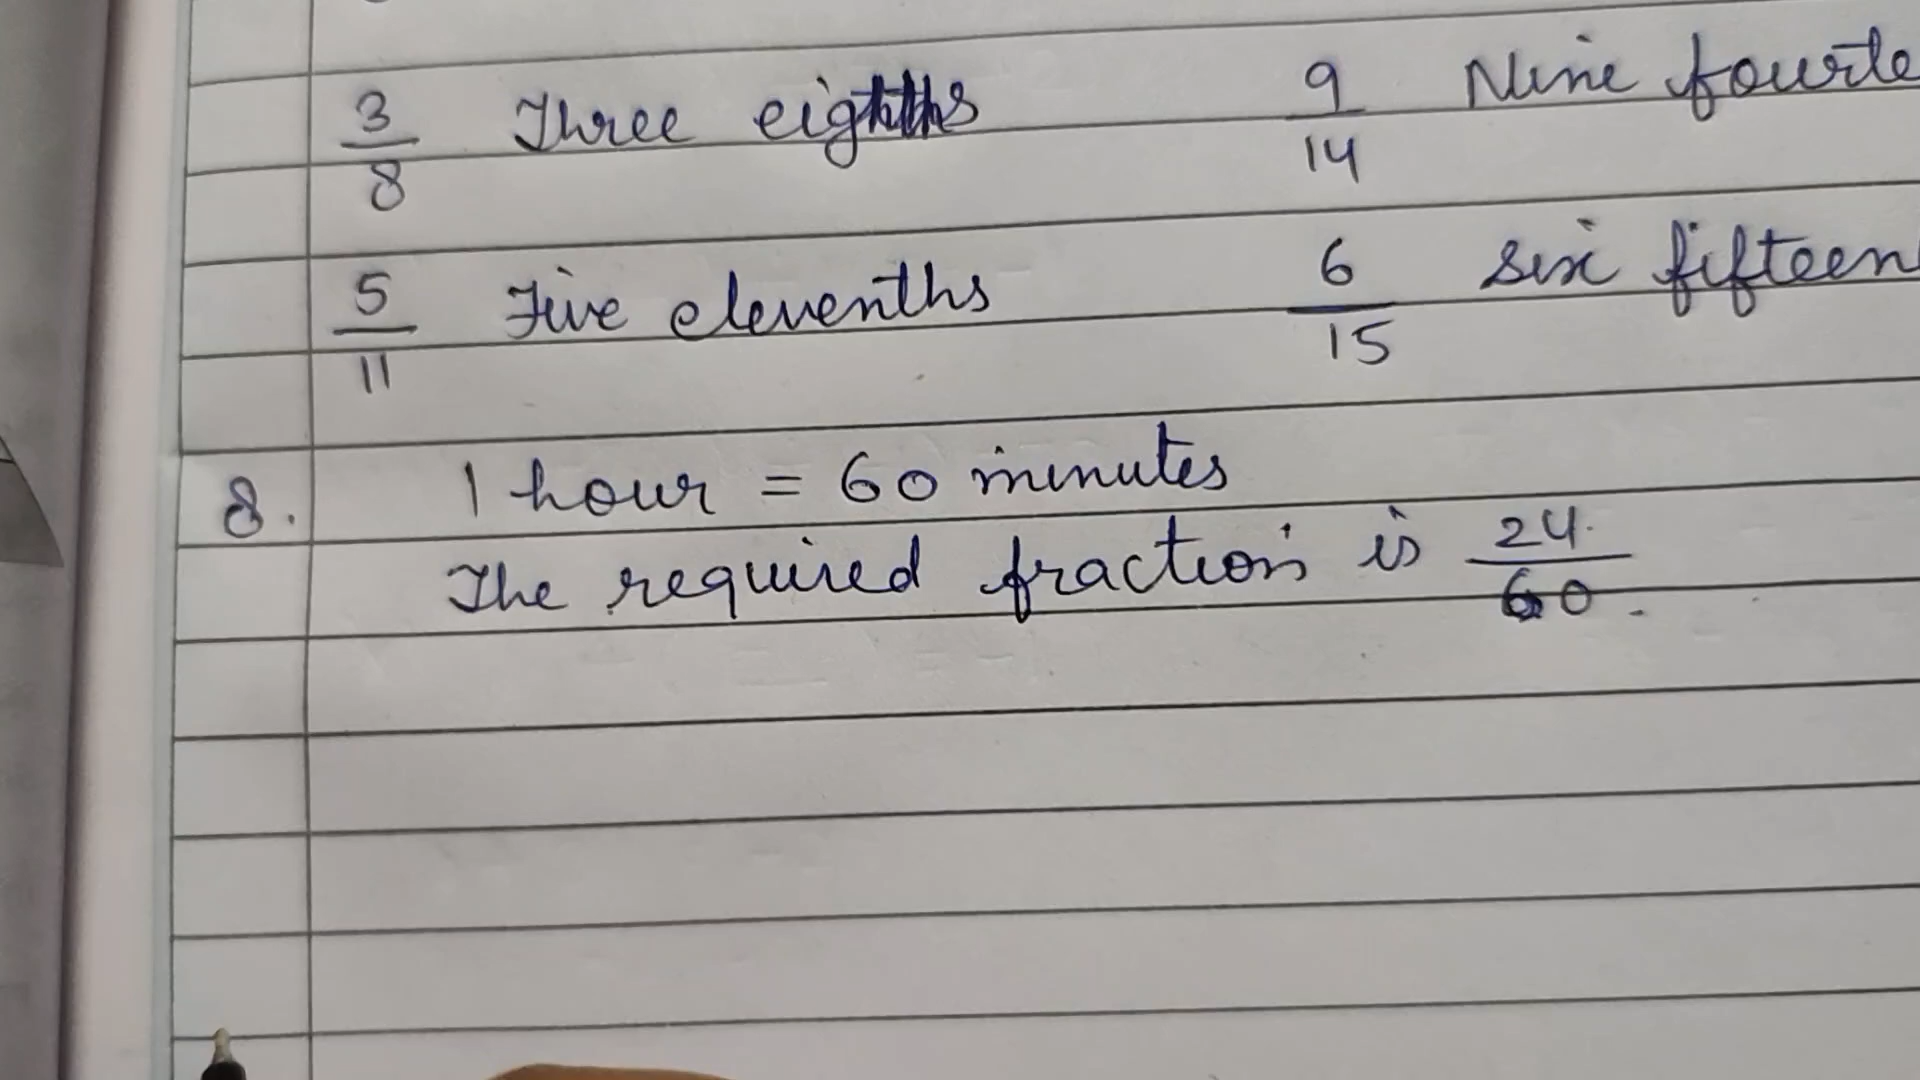 3/8 Three eighths 9/14 Nine fourte
5/11 Five elevenths 6/15 six fifteen
8. 1 hour = 60 minutes
The required fraction is 24/60.